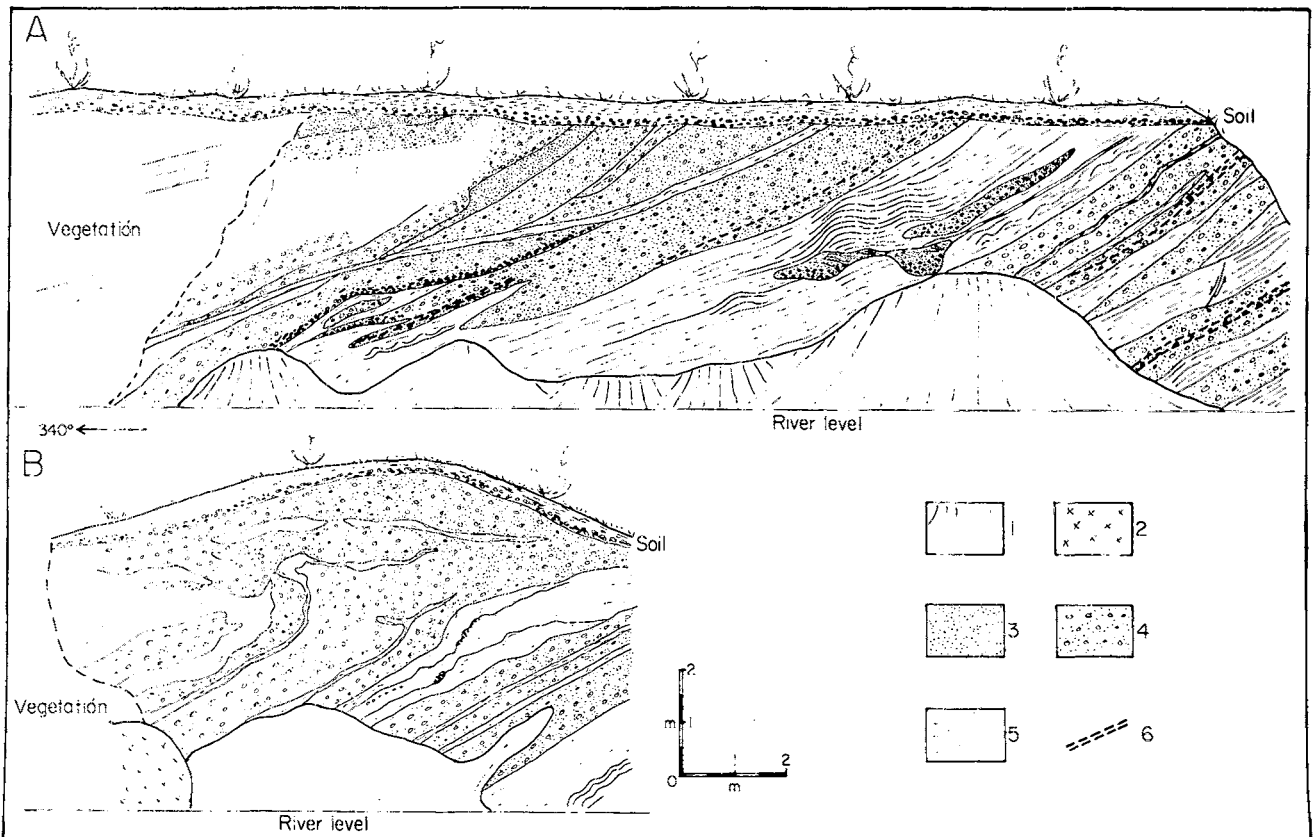 A
Soil
Vegetatión
River level
340°
B
Soil
Vegetatión
River level
2
m 1
0 m 2
1
2
3
4
5
6